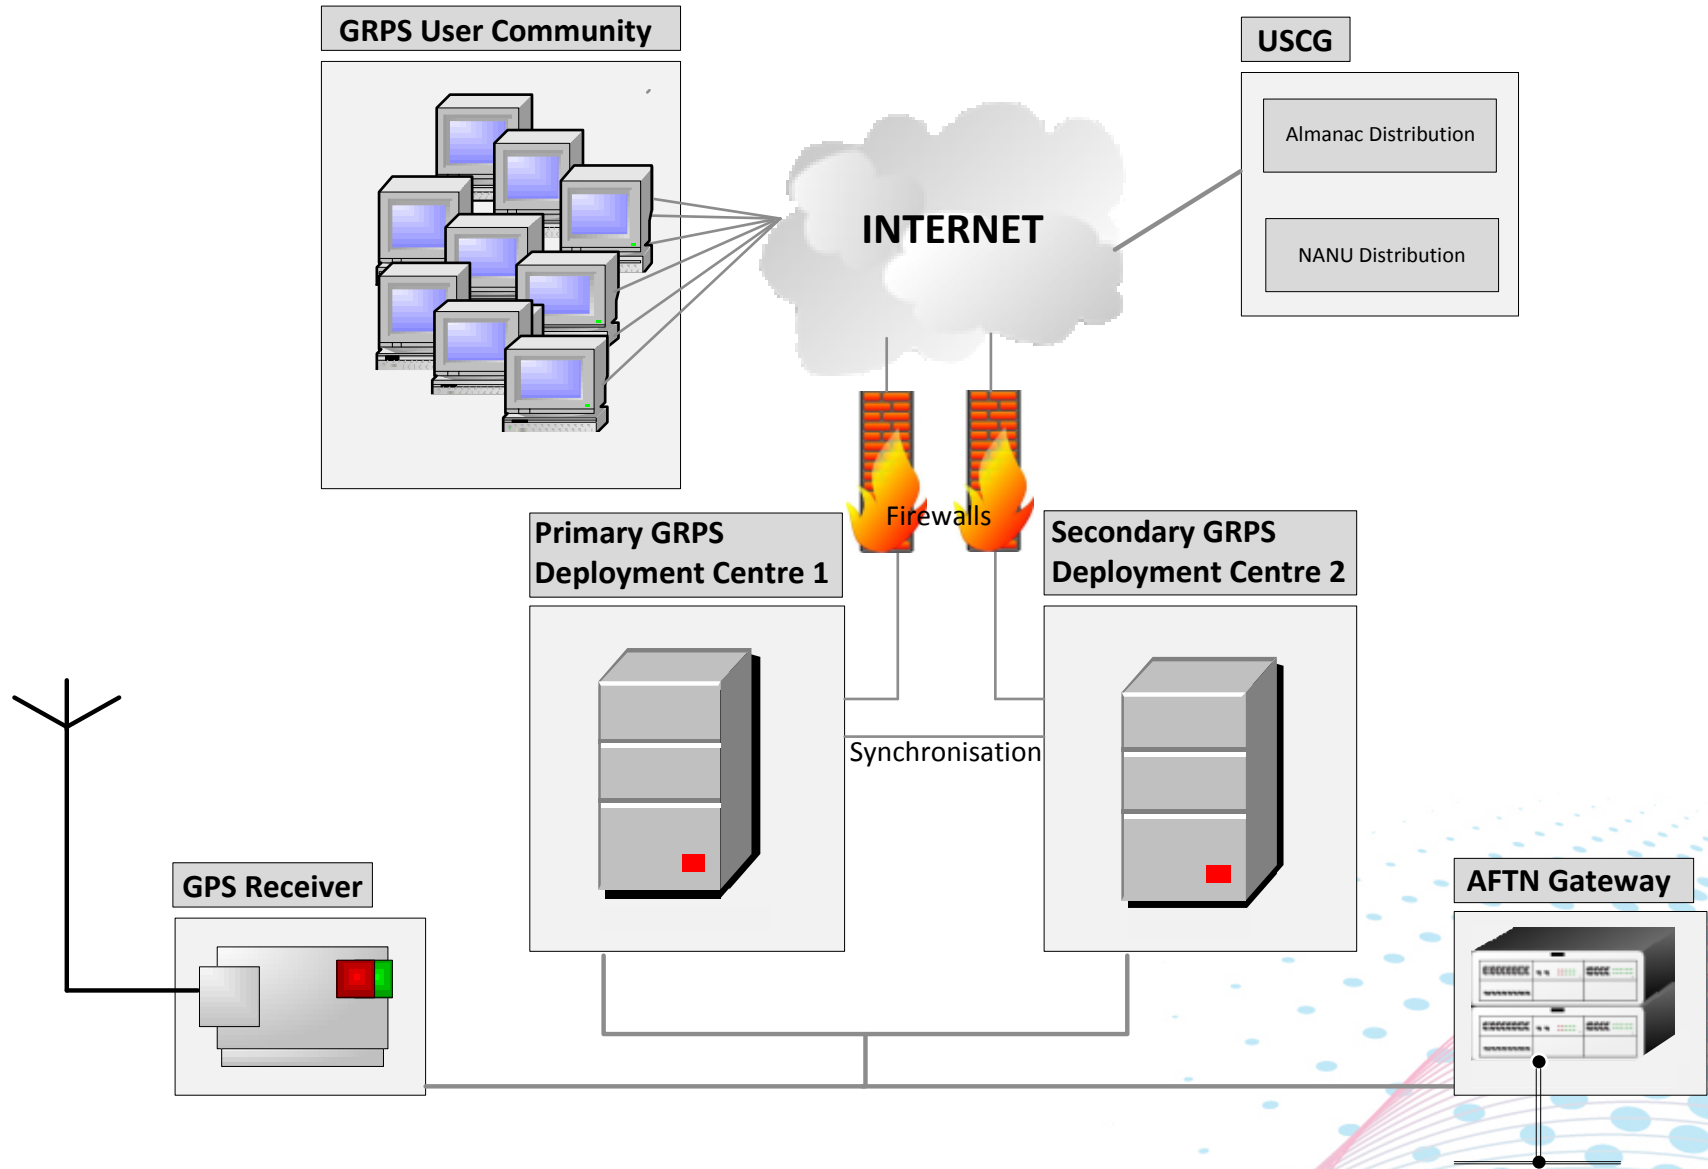 GRPS User Community
USCG
Almanac Distribution
INTERNET
NANU Distribution
Firewalls
Primary GRPS
Deployment Centre 1
Secondary GRPS
Deployment Centre 2
Synchronisation
GPS Receiver
AFTN Gateway